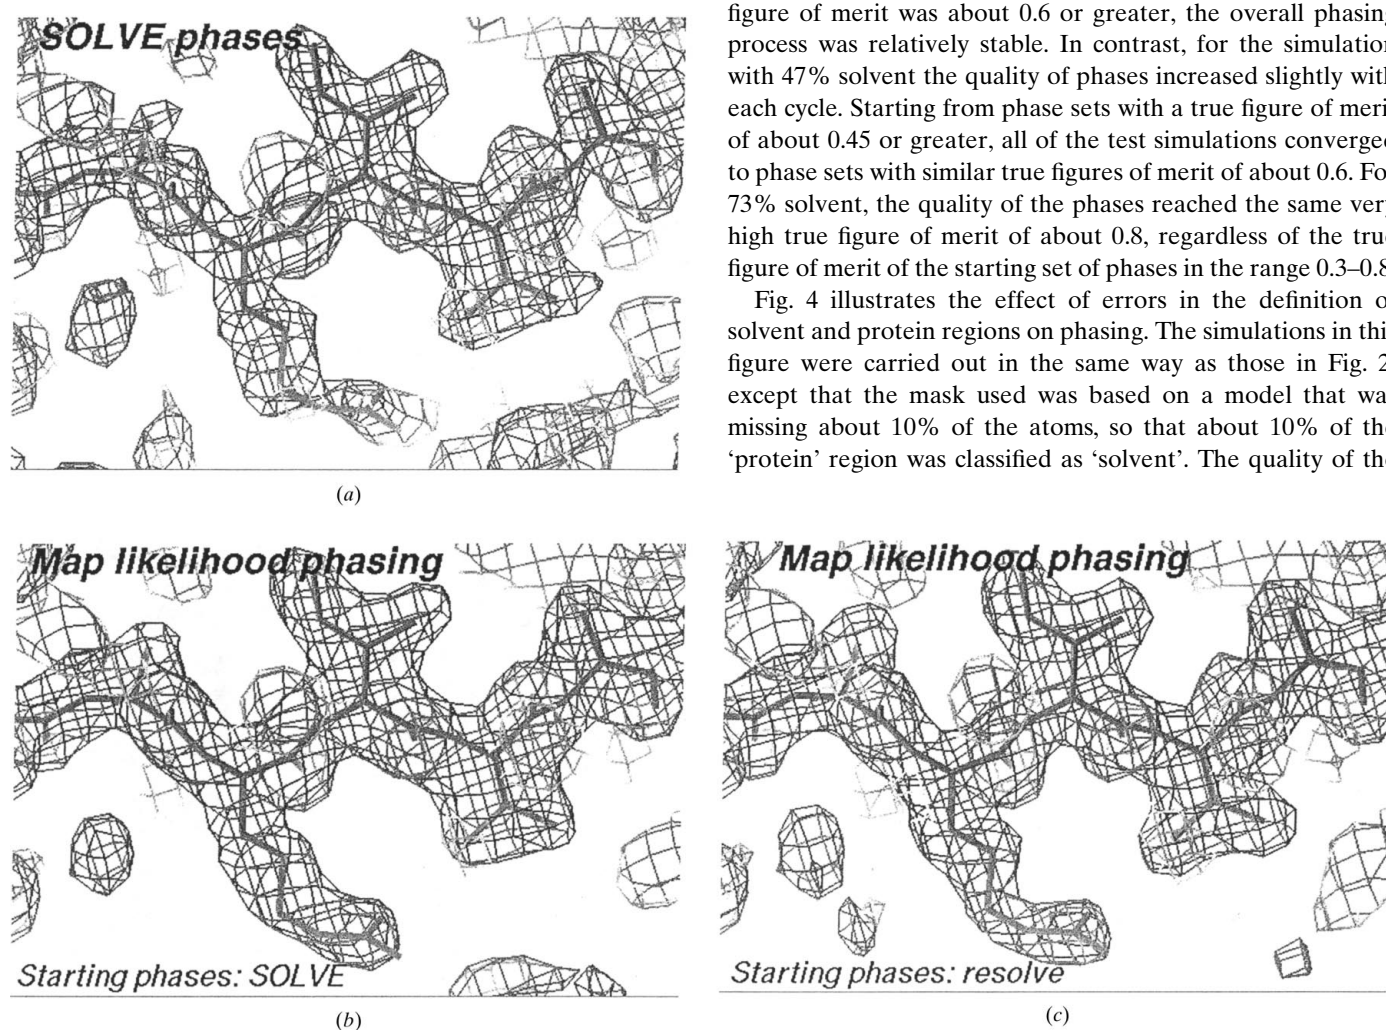 SOLVE phases
(a)
figure of merit was about 0.6 or greater, the overall phasing
process was relatively stable. In contrast, for the simulation
with 47% solvent the quality of phases increased slightly with
each cycle. Starting from phase sets with a true figure of meri
of about 0.45 or greater, all of the test simulations converged
to phase sets with similar true figures of merit of about 0.6. Fo
73% solvent, the quality of the phases reached the same very
high true figure of merit of about 0.8, regardless of the true
figure of merit of the starting set of phases in the range 0.3–0.8
Fig. 4 illustrates the effect of errors in the definition o
solvent and protein regions on phasing. The simulations in thi
figure were carried out in the same way as those in Fig. 2
except that the mask used was based on a model that wa
missing about 10% of the atoms, so that about 10% of the
‘protein’ region was classified as ‘solvent’. The quality of the
Map likelihood phasing
Starting phases: SOLVE
(b)
Map likelihood phasing
Starting phases: resolve
(c)